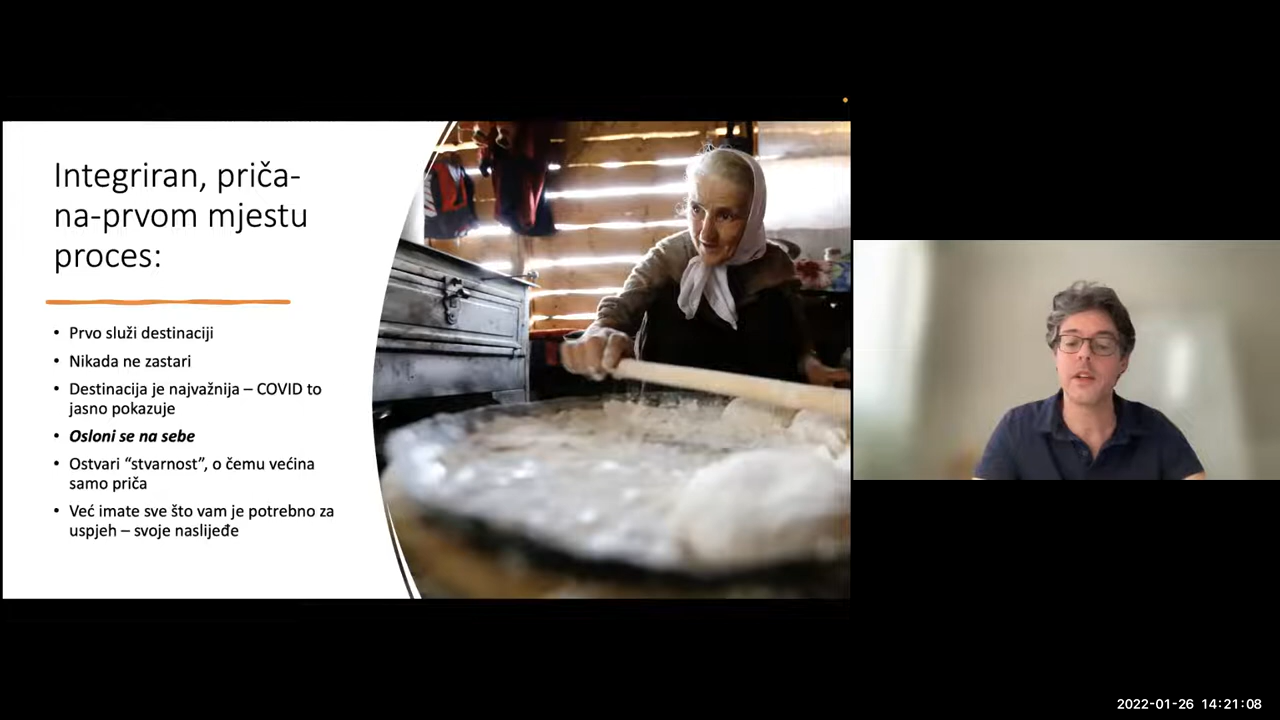 Integriran, priča-
na-prvom mjestu
proces:
• Prvo služi destinaciji
• Nikada ne zastari
• Destinacija je najvažnija – COVID to
jasno pokazuje
• Osloni se na sebe
• Ostvari “stvarnost”, o čemu većina
samo priča
• Već imate sve što vam je potrebno za
uspjeh – svoje naslijeđe
2022-01-26 14:21:08